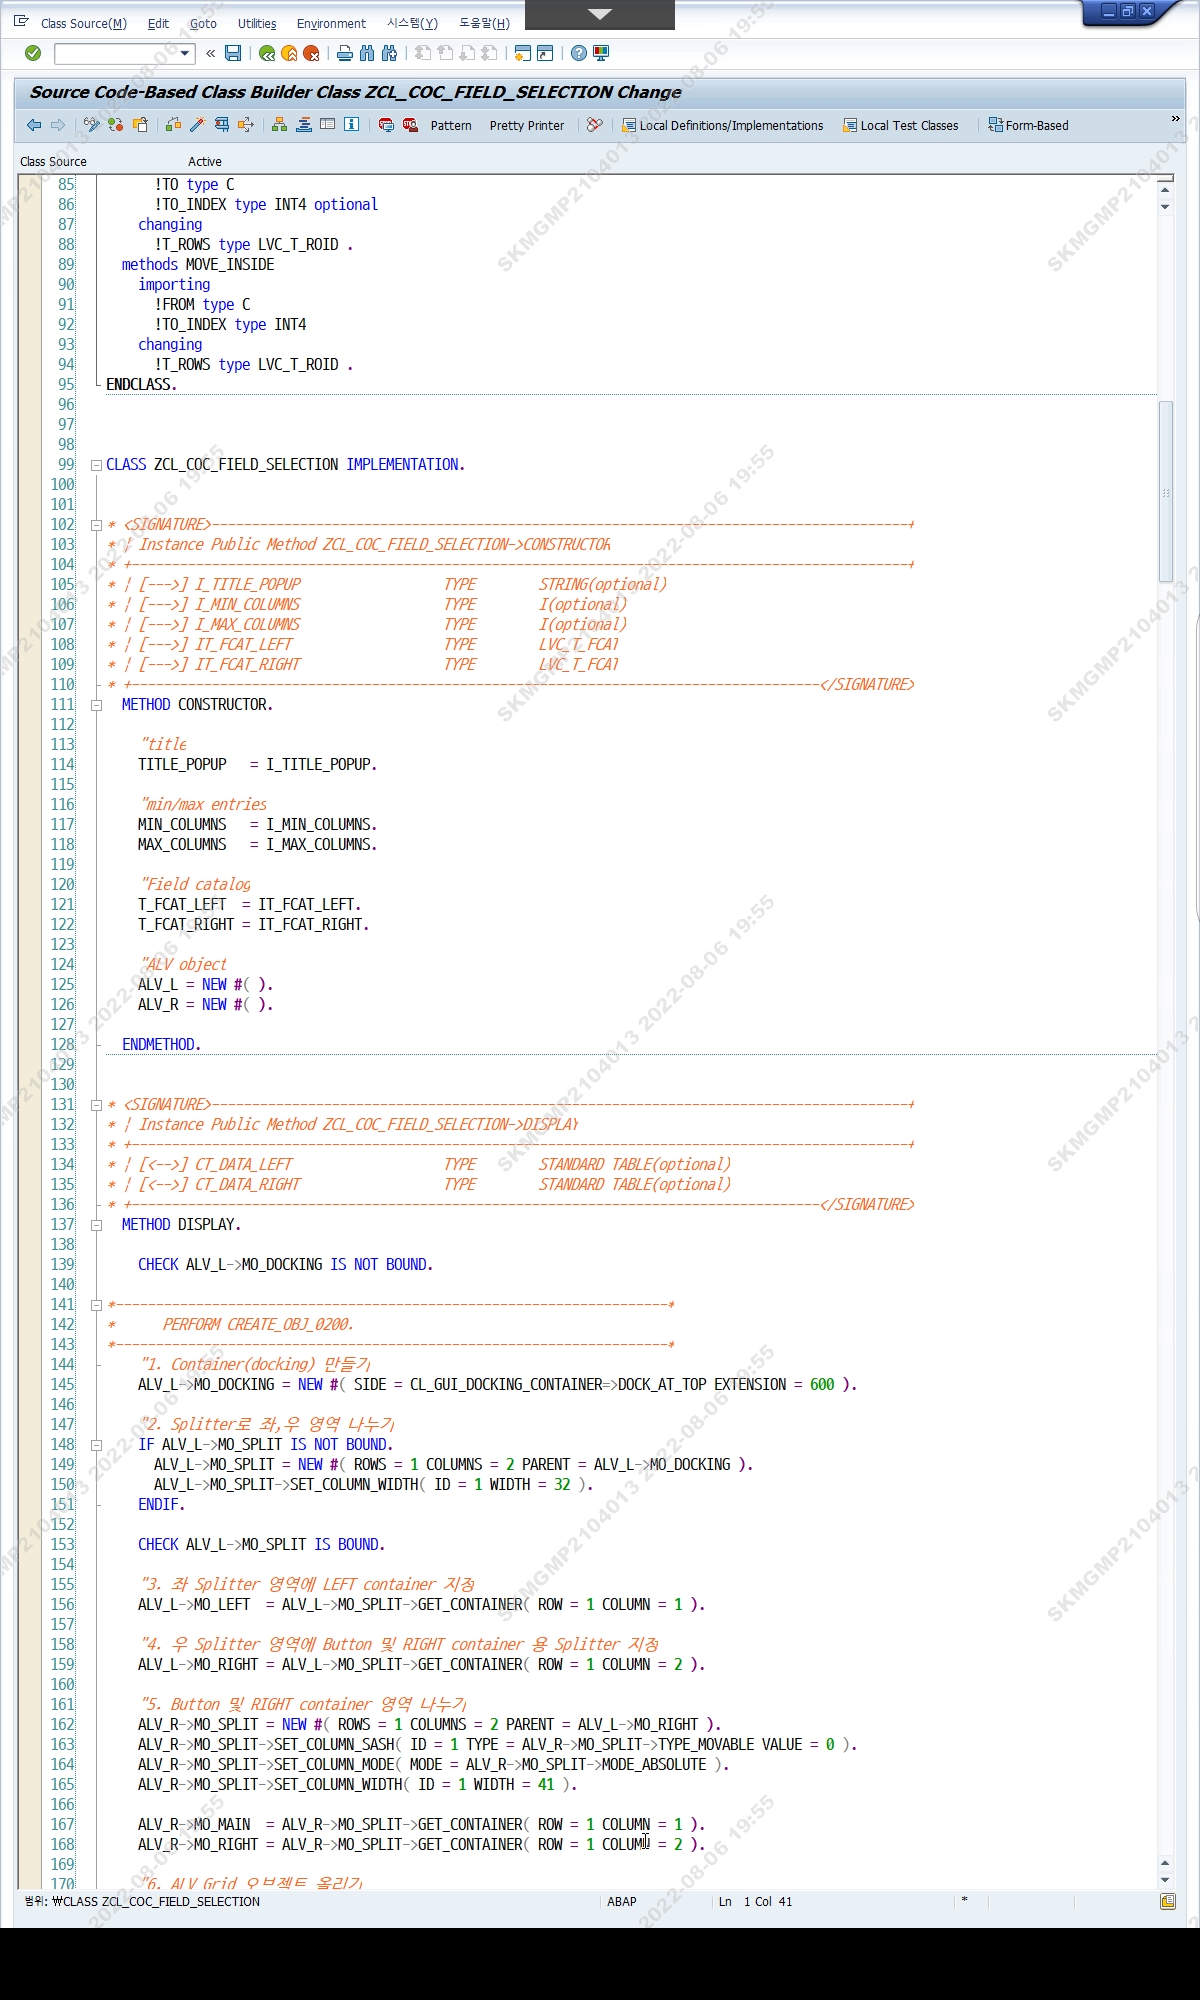 Class Source(M) Edit Goto Utilities Environment 시스템(Y) 도움말(H)
Source Code-Based Class Builder Class ZCL_COC_FIELD_SELECTION Change
Pattern Pretty Printer Local Definitions/Implementations Local Test Classes Form-Based
Class Source Active
85 !TO type C
86 !TO_INDEX type INT4 optional
87 changing
88 !T_ROWS type LVC_T_ROID .
89 methods MOVE_INSIDE
90 importing
91 !FROM type C
92 !TO_INDEX type INT4
93 changing
94 !T_ROWS type LVC_T_ROID .
95 ENDCLASS.
96
97
98
99 CLASS ZCL_COC_FIELD_SELECTION IMPLEMENTATION.
100
101
102 * <SIGNATURE>---------------------------------------------------------------------------------------+
103 * | Instance Public Method ZCL_COC_FIELD_SELECTION->CONSTRUCTOR
104 * +-------------------------------------------------------------------------------------------------+
105 * | [--->] I_TITLE_POPUP TYPE STRING(optional)
106 * | [--->] I_MIN_COLUMNS TYPE I(optional)
107 * | [--->] I_MAX_COLUMNS TYPE I(optional)
108 * | [--->] IT_FCAT_LEFT TYPE LVC_T_FCAT
109 * | [--->] IT_FCAT_RIGHT TYPE LVC_T_FCAT
110 * +--------------------------------------------------------------------------------------</SIGNATURE>
111 METHOD CONSTRUCTOR.
112
113 "title
114 TITLE_POPUP = I_TITLE_POPUP.
115
116 "min/max entries
117 MIN_COLUMNS = I_MIN_COLUMNS.
118 MAX_COLUMNS = I_MAX_COLUMNS.
119
120 "Field catalog
121 T_FCAT_LEFT = IT_FCAT_LEFT.
122 T_FCAT_RIGHT = IT_FCAT_RIGHT.
123
124 "ALV object
125 ALV_L = NEW #( ).
126 ALV_R = NEW #( ).
127
128 ENDMETHOD.
129
130
131 * <SIGNATURE>---------------------------------------------------------------------------------------+
132 * | Instance Public Method ZCL_COC_FIELD_SELECTION->DISPLAY
133 * +-------------------------------------------------------------------------------------------------+
134 * | [<-->] CT_DATA_LEFT TYPE STANDARD TABLE(optional)
135 * | [<-->] CT_DATA_RIGHT TYPE STANDARD TABLE(optional)
136 * +--------------------------------------------------------------------------------------</SIGNATURE>
137 METHOD DISPLAY.
138
139 CHECK ALV_L->MO_DOCKING IS NOT BOUND.
140
141 *---------------------------------------------------------------------*
142 * PERFORM CREATE_OBJ_0200.
143 *---------------------------------------------------------------------*
144 "1. Container(docking) 만들기
145 ALV_L->MO_DOCKING = NEW #( SIDE = CL_GUI_DOCKING_CONTAINER=>DOCK_AT_TOP EXTENSION = 600 ).
146
147 "2. Splitter로 좌,우 영역 나누기
148 IF ALV_L->MO_SPLIT IS NOT BOUND.
149 ALV_L->MO_SPLIT = NEW #( ROWS = 1 COLUMNS = 2 PARENT = ALV_L->MO_DOCKING ).
150 ALV_L->MO_SPLIT->SET_COLUMN_WIDTH( ID = 1 WIDTH = 32 ).
151 ENDIF.
152
153 CHECK ALV_L->MO_SPLIT IS BOUND.
154
155 "3. 좌 Splitter 영역에 LEFT container 지정
156 ALV_L->MO_LEFT = ALV_L->MO_SPLIT->GET_CONTAINER( ROW = 1 COLUMN = 1 ).
157
158 "4. 우 Splitter 영역에 Button 및 RIGHT container 용 Splitter 지정
159 ALV_L->MO_RIGHT = ALV_L->MO_SPLIT->GET_CONTAINER( ROW = 1 COLUMN = 2 ).
160
161 "5. Button 및 RIGHT container 영역 나누기
162 ALV_R->MO_SPLIT = NEW #( ROWS = 1 COLUMNS = 2 PARENT = ALV_L->MO_RIGHT ).
163 ALV_R->MO_SPLIT->SET_COLUMN_SASH( ID = 1 TYPE = ALV_R->MO_SPLIT->TYPE_MOVABLE VALUE = 0 ).
164 ALV_R->MO_SPLIT->SET_COLUMN_MODE( MODE = ALV_R->MO_SPLIT->MODE_ABSOLUTE ).
165 ALV_R->MO_SPLIT->SET_COLUMN_WIDTH( ID = 1 WIDTH = 41 ).
166
167 ALV_R->MO_MAIN = ALV_R->MO_SPLIT->GET_CONTAINER( ROW = 1 COLUMN = 1 ).
168 ALV_R->MO_RIGHT = ALV_R->MO_SPLIT->GET_CONTAINER( ROW = 1 COLUMN = 2 ).
169
170 "6. ALV Grid 오브젝트 올리기
범위: ₩CLASS ZCL_COC_FIELD_SELECTION ABAP Ln 1 Col 41 *
SKMGMP2104013 2022-08-06 19:55